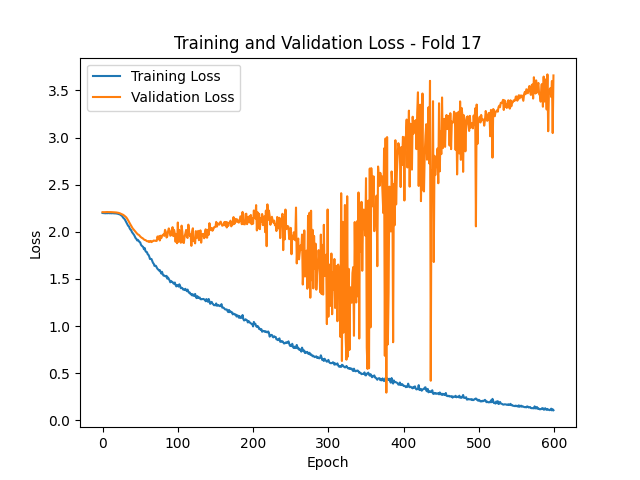 Training and Validation Loss - Fold 17
Training Loss
Validation Loss
Loss
3.5
3.0
2.5
2.0
1.5
1.0
0.5
0.0
0 100 200 300 400 500 600
Epoch